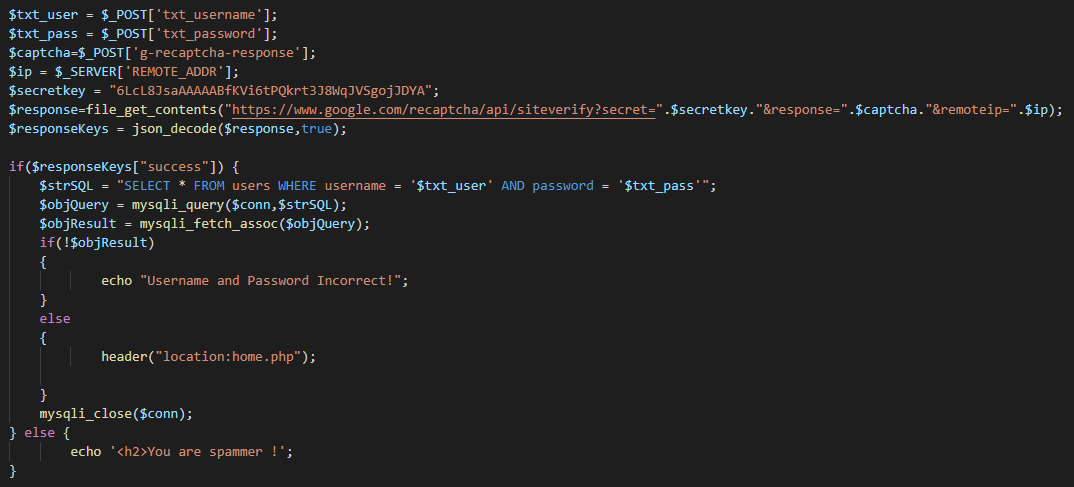 $txt_user = $_POST['txt_username'];
$txt_pass = $_POST['txt_password'];
$captcha=$_POST['g-recaptcha-response'];
$ip = $_SERVER['REMOTE_ADDR'];
$secretkey = "6LcL8JsaAAAAABfKVi6tPQkrt3J8WqJVSgojJDYA";
$response=file_get_contents("https://www.google.com/recaptcha/api/siteverify?secret=".$secretkey."&response=".$captcha."&remoteip=".$ip);
$responseKeys = json_decode($response,true);

if($responseKeys["success"]) {
    $strSQL = "SELECT * FROM users WHERE username = '$txt_user' AND password = '$txt_pass'";
    $objQuery = mysqli_query($conn,$strSQL);
    $objResult = mysqli_fetch_assoc($objQuery);
    if(!$objResult)
    {
            echo "Username and Password Incorrect!";
    }
    else
    {
            header("location:home.php");

    }
    mysqli_close($conn);
} else {
        echo '<h2>You are spammer !';
}